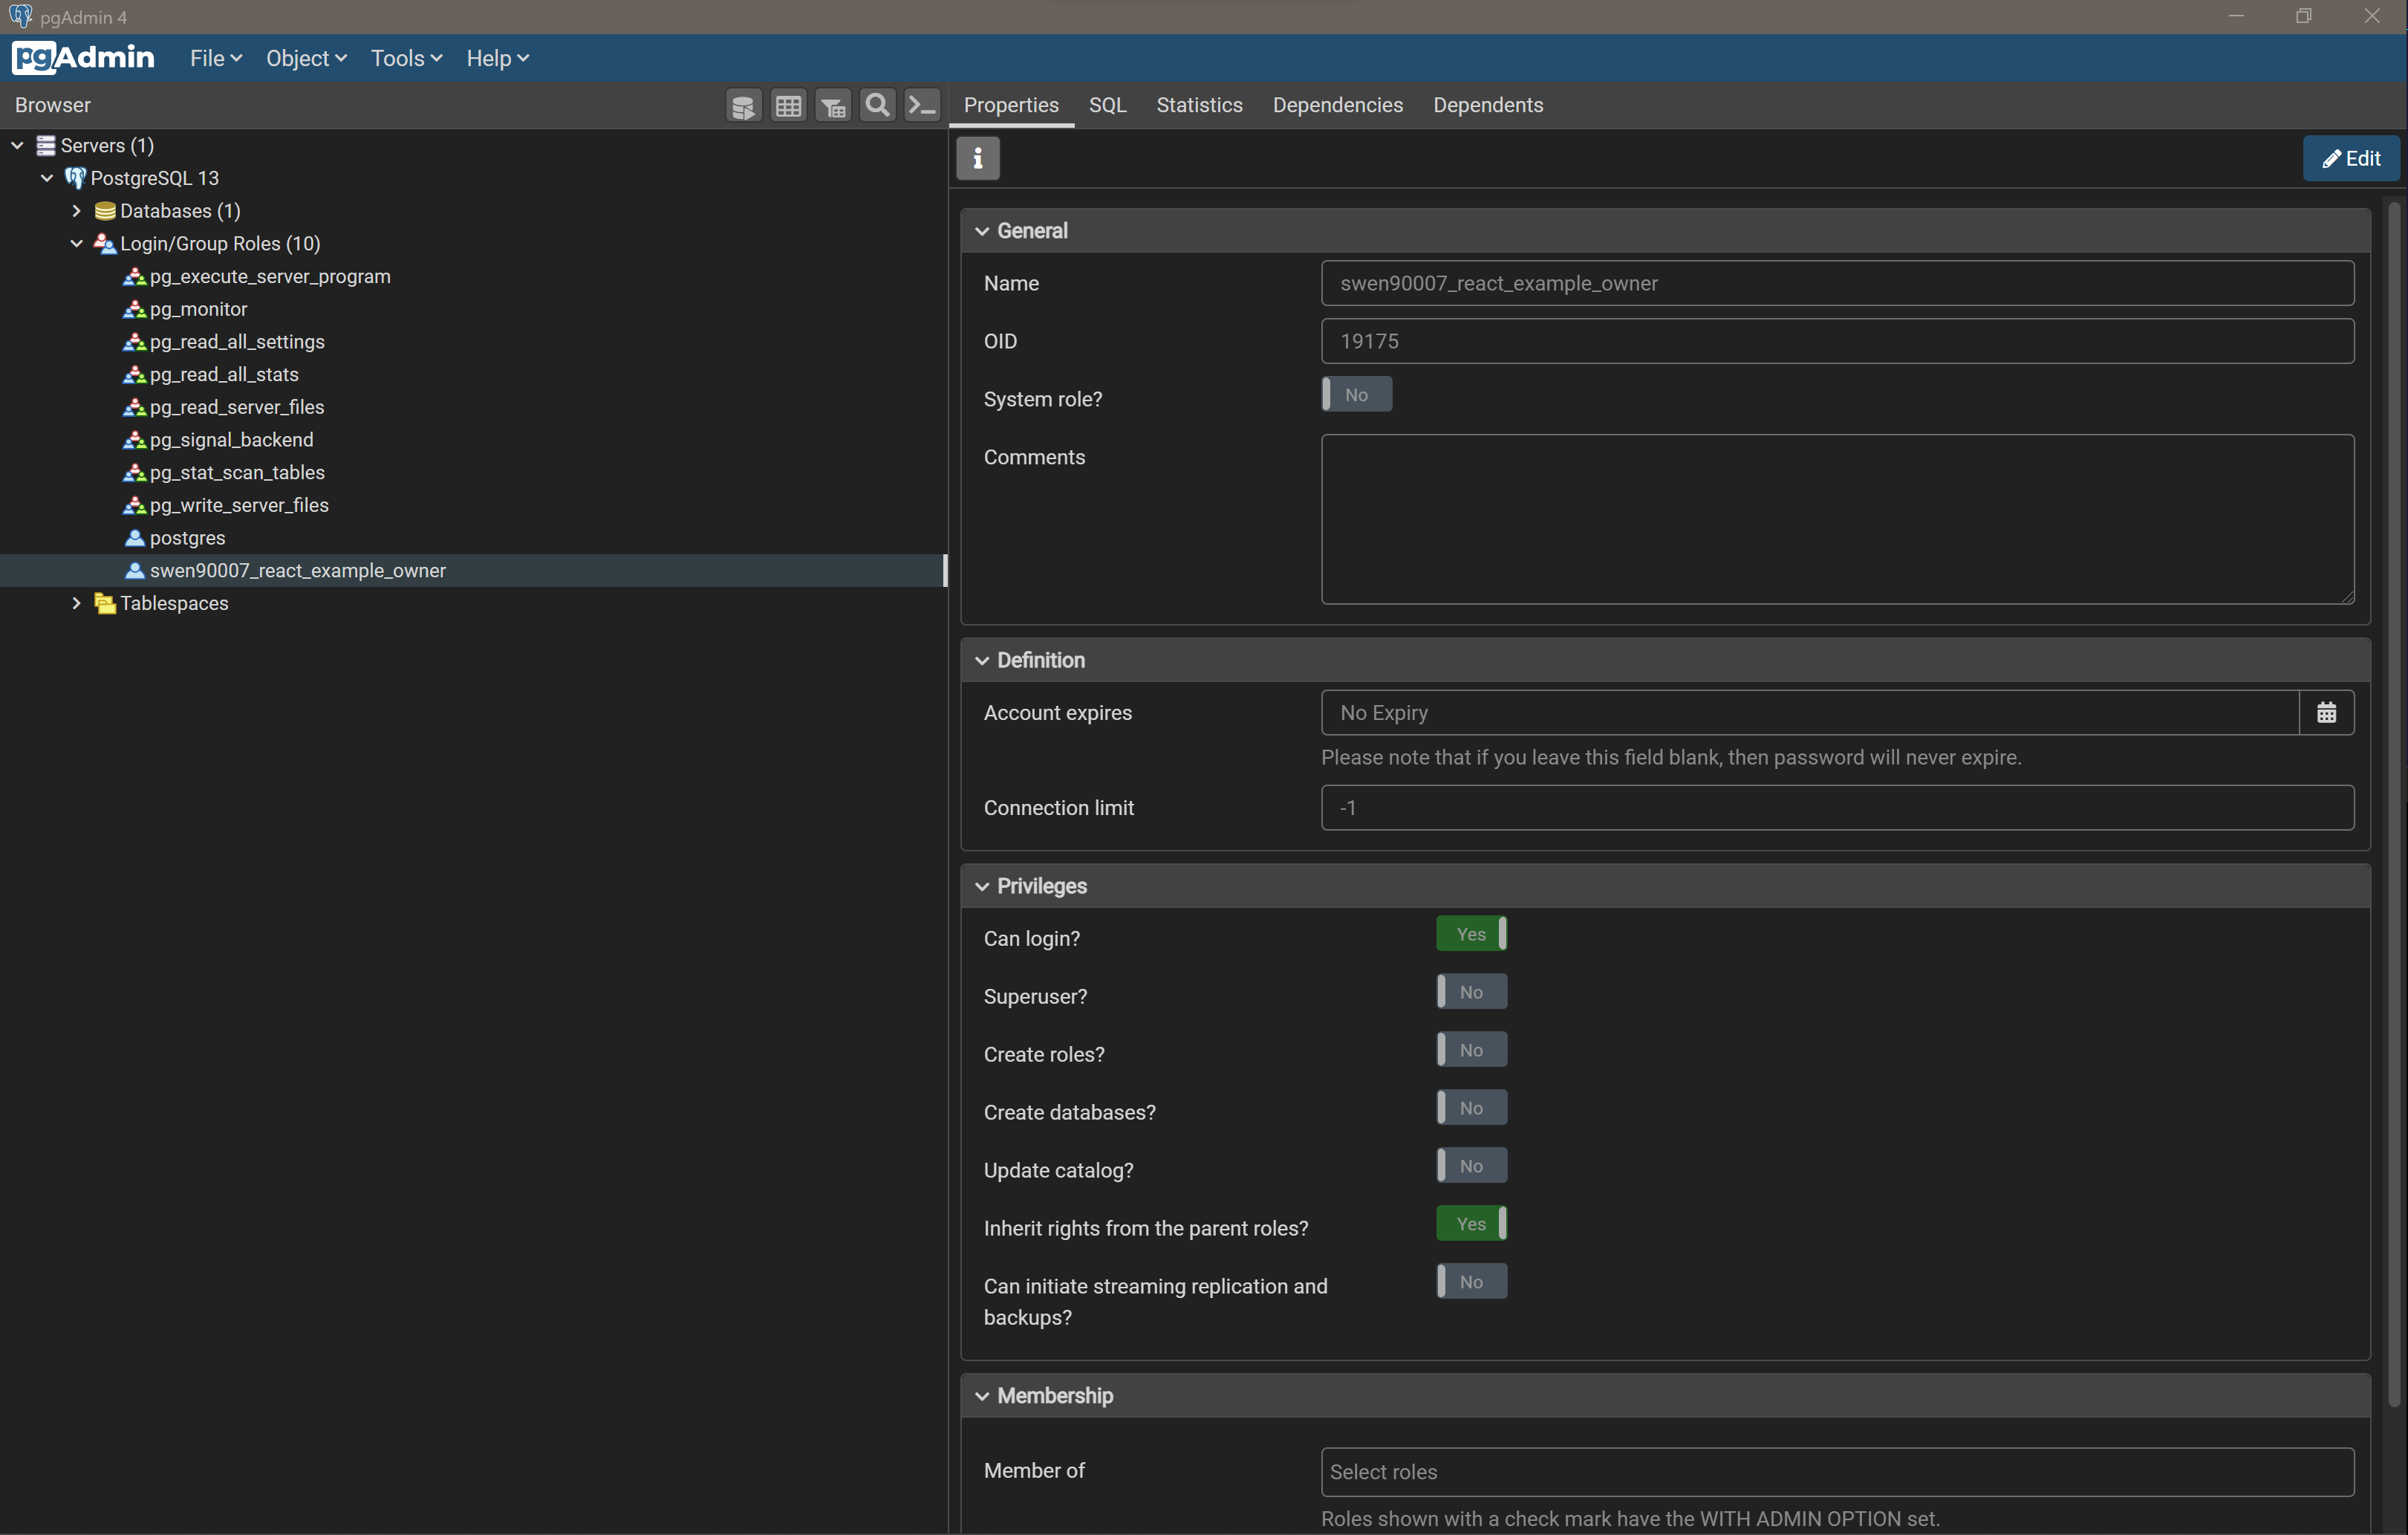 pgAdmin 4
pgAdmin File Object Tools Help
Browser
Properties SQL Statistics Dependencies Dependents
Servers (1)
PostgreSQL 13
Databases (1)
Login/Group Roles (10)
pg_execute_server_program
pg_monitor
pg_read_all_settings
pg_read_all_stats
pg_read_server_files
pg_signal_backend
pg_stat_scan_tables
pg_write_server_files
postgres
swen90007_react_example_owner
Tablespaces
Edit
General
Name swen90007_react_example_owner
OID 19175
System role? No
Comments
Definition
Account expires No Expiry
Please note that if you leave this field blank, then password will never expire.
Connection limit -1
Privileges
Can login? Yes
Superuser? No
Create roles? No
Create databases? No
Update catalog? No
Inherit rights from the parent roles? Yes
Can initiate streaming replication and No
backups?
Membership
Member of Select roles
Roles shown with a check mark have the WITH ADMIN OPTION set.